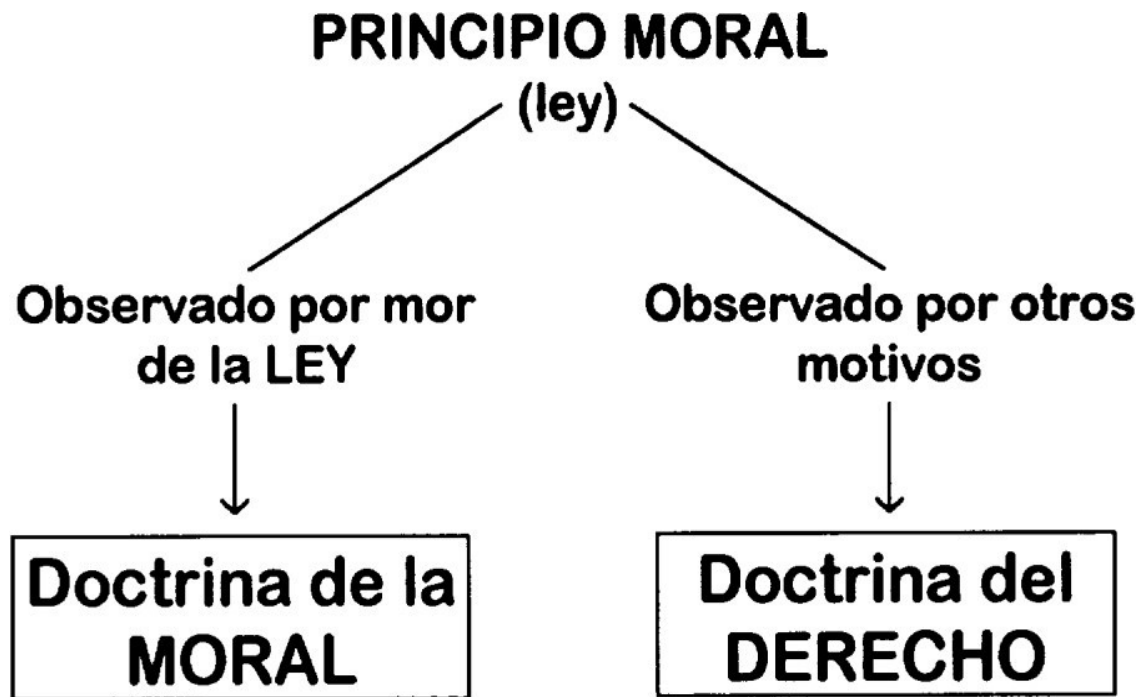 PRINCIPIO MORAL
(ley)
Observado por mor
de la LEY
Observado por otros
motivos
Doctrina de la
MORAL
Doctrina del
DERECHO